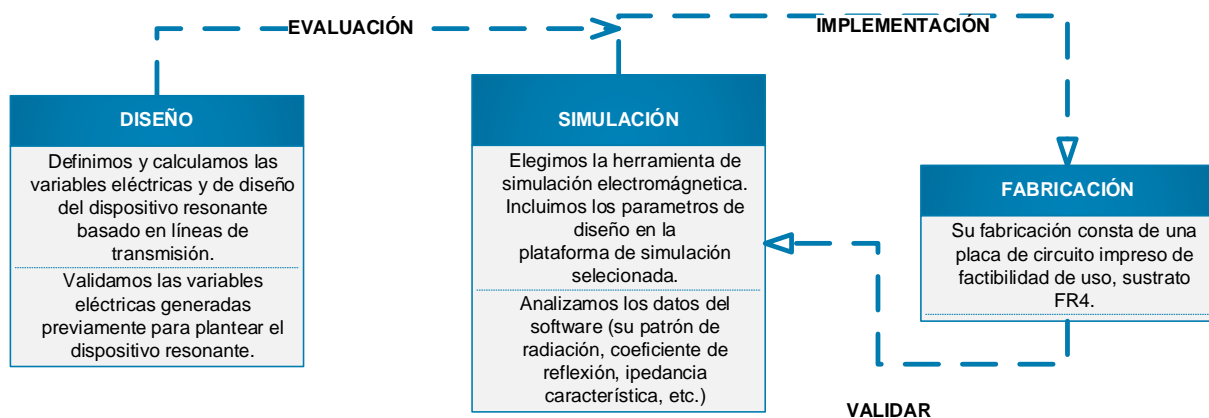 EVALUACIÓN
IMPLEMENTACIÓN
DISEÑO
Definimos y calculamos las
variables eléctricas y de diseño
del dispositivo resonante
basado en líneas de
transmisión.
Validamos las variables
eléctricas generadas
previamente para plantear el
dispositivo resonante.
SIMULACIÓN
Elegimos la herramienta de
simulación electromágnetica.
Incluimos los parametros de
diseño en la
plataforma de simulación
selecionada.
Analizamos los datos del
software (su patrón de
radiación, coeficiente de
reflexión, ipedancia
característica, etc.)
FABRICACIÓN
Su fabricación consta de una
placa de circuito impreso de
factibilidad de uso, sustrato
FR4.
VALIDAR